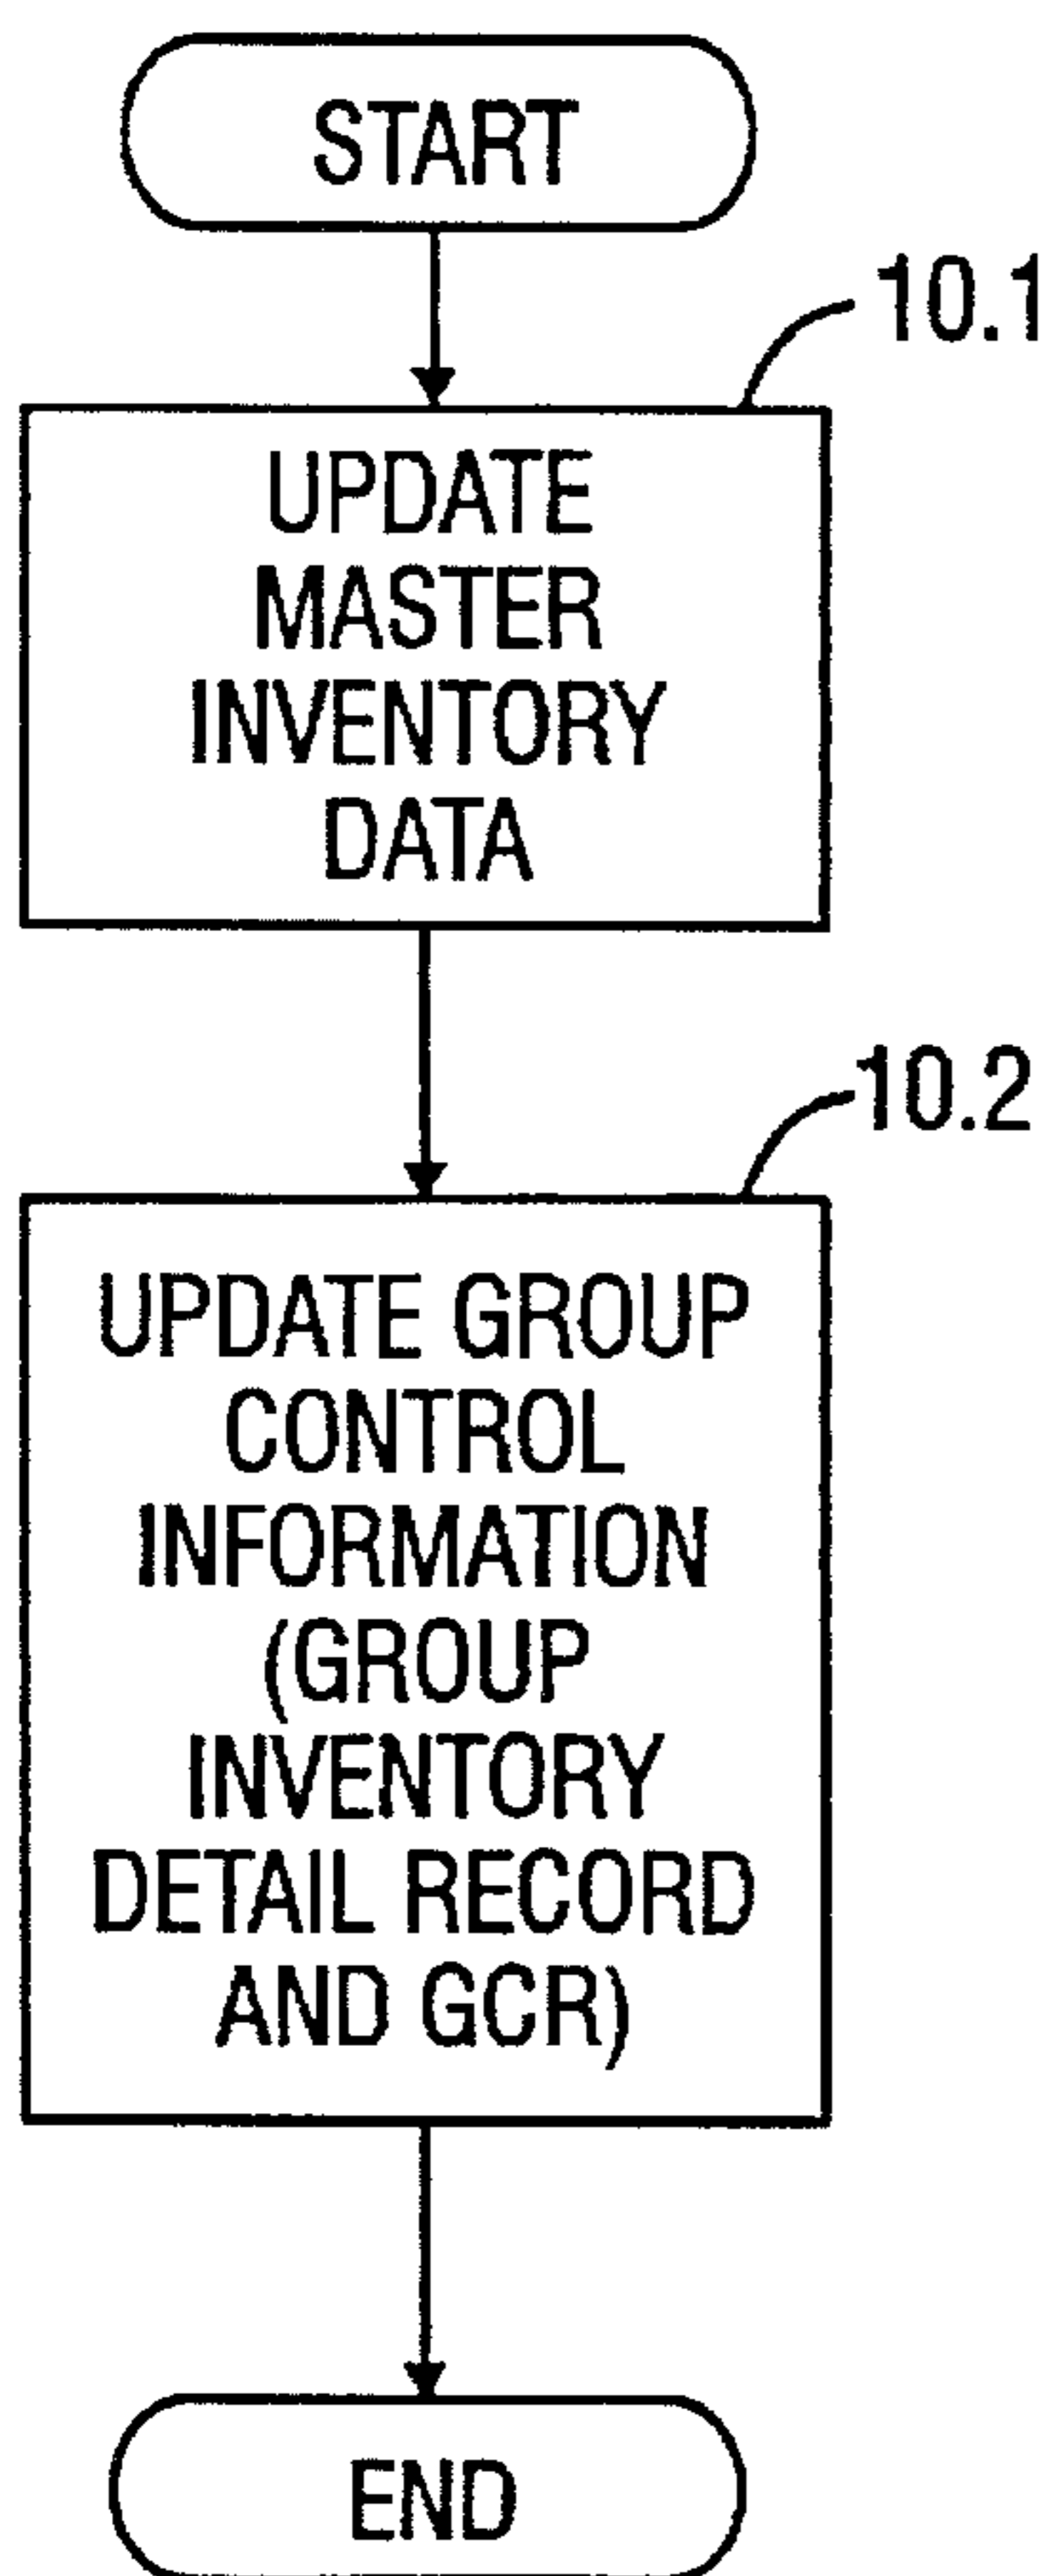 START
10.1
UPDATE
MASTER
INVENTORY
DATA
10.2
UPDATE GROUP
CONTROL
INFORMATION
(GROUP
INVENTORY
DETAIL RECORD
AND GCR)
END